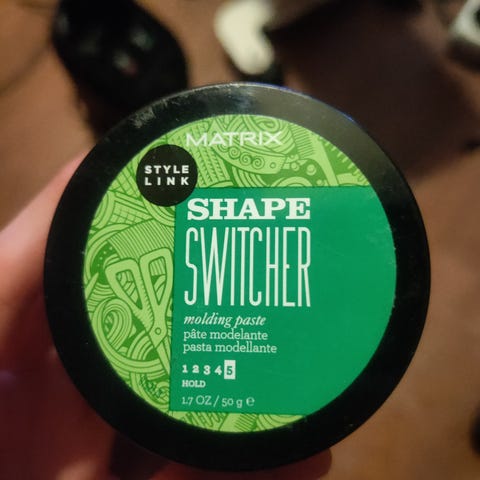 MATRIX
STYLE
LINK
SHAPE
SWITCHER
molding paste
pâte modelante
pasta modellante
1 2 3 4 5
HOLD
1.7 OZ / 50 g ℮